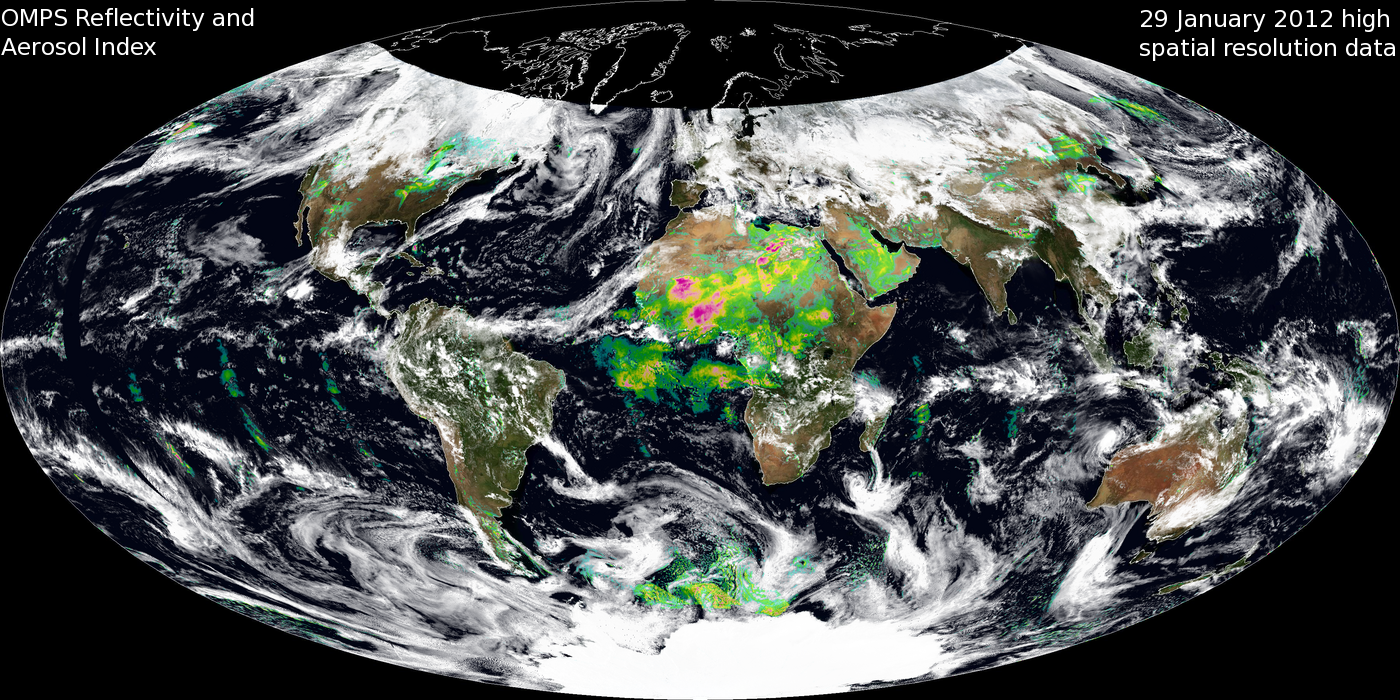 OMPS Reflectivity and
Aerosol Index
29 January 2012 high
spatial resolution data